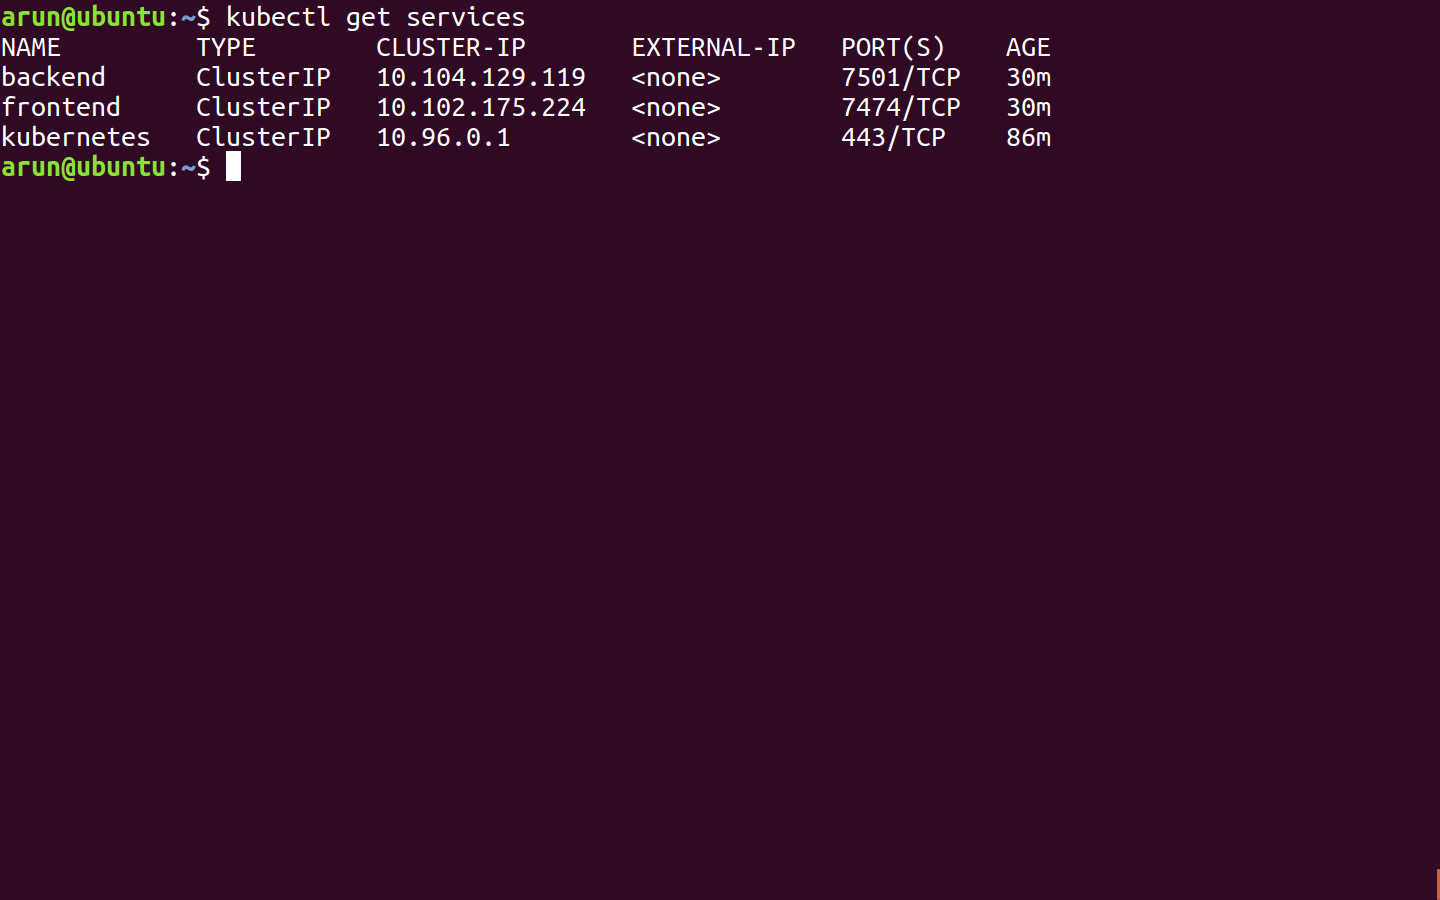 arun@ubuntu:~$ kubectl get services
NAME         TYPE        CLUSTER-IP       EXTERNAL-IP   PORT(S)    AGE
backend      ClusterIP   10.104.129.119   <none>        7501/TCP   30m
frontend     ClusterIP   10.102.175.224   <none>        7474/TCP   30m
kubernetes   ClusterIP   10.96.0.1        <none>        443/TCP    86m
arun@ubuntu:~$